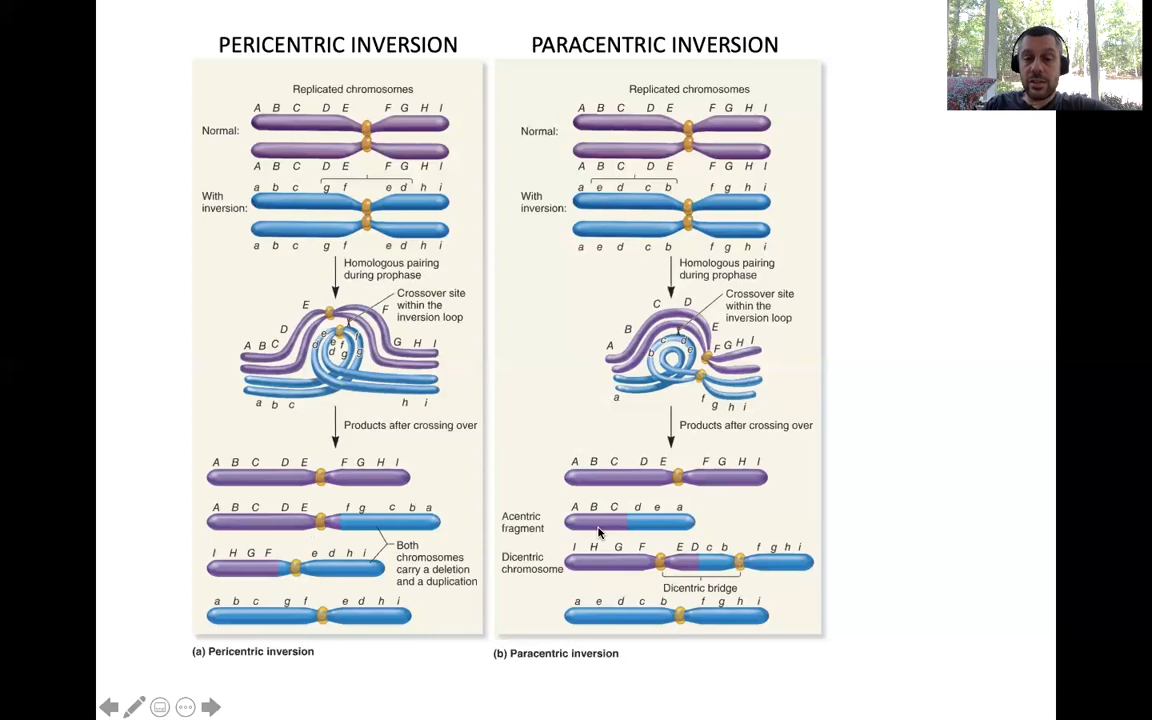 PERICENTRIC INVERSION
Replicated chromosomes
A B C D E F G H I
Normal:
A B C D E F G H I
With
inversion:
a b c g f e d h i
a b c g f e d h i
Homologous pairing
during prophase
Crossover site
within the
inversion loop
E
F
D
A B C
G H I
e
f
d
g
e
f
d
g
a b c
h i
Products after crossing over
A B C D E F G H I
A B C D E f g c b a
I H G F e d h i
Both
chromosomes
carry a deletion
and a duplication
a b c g f e d h i
(a) Pericentric inversion
PARACENTRIC INVERSION
Replicated chromosomes
A B C D E F G H I
Normal:
A B C D E F G H I
With
inversion:
a e d c b f g h i
a e d c b f g h i
Homologous pairing
during prophase
Crossover site
within the
inversion loop
C D
B
E
A
F G H I
c d
b e
a
f g h i
Products after crossing over
A B C D E F G H I
Acentric
fragment
A B C d e a
Dicentric
chromosome
I H G F E D c b f g h i
Dicentric bridge
a e d c b f g h i
(b) Paracentric inversion